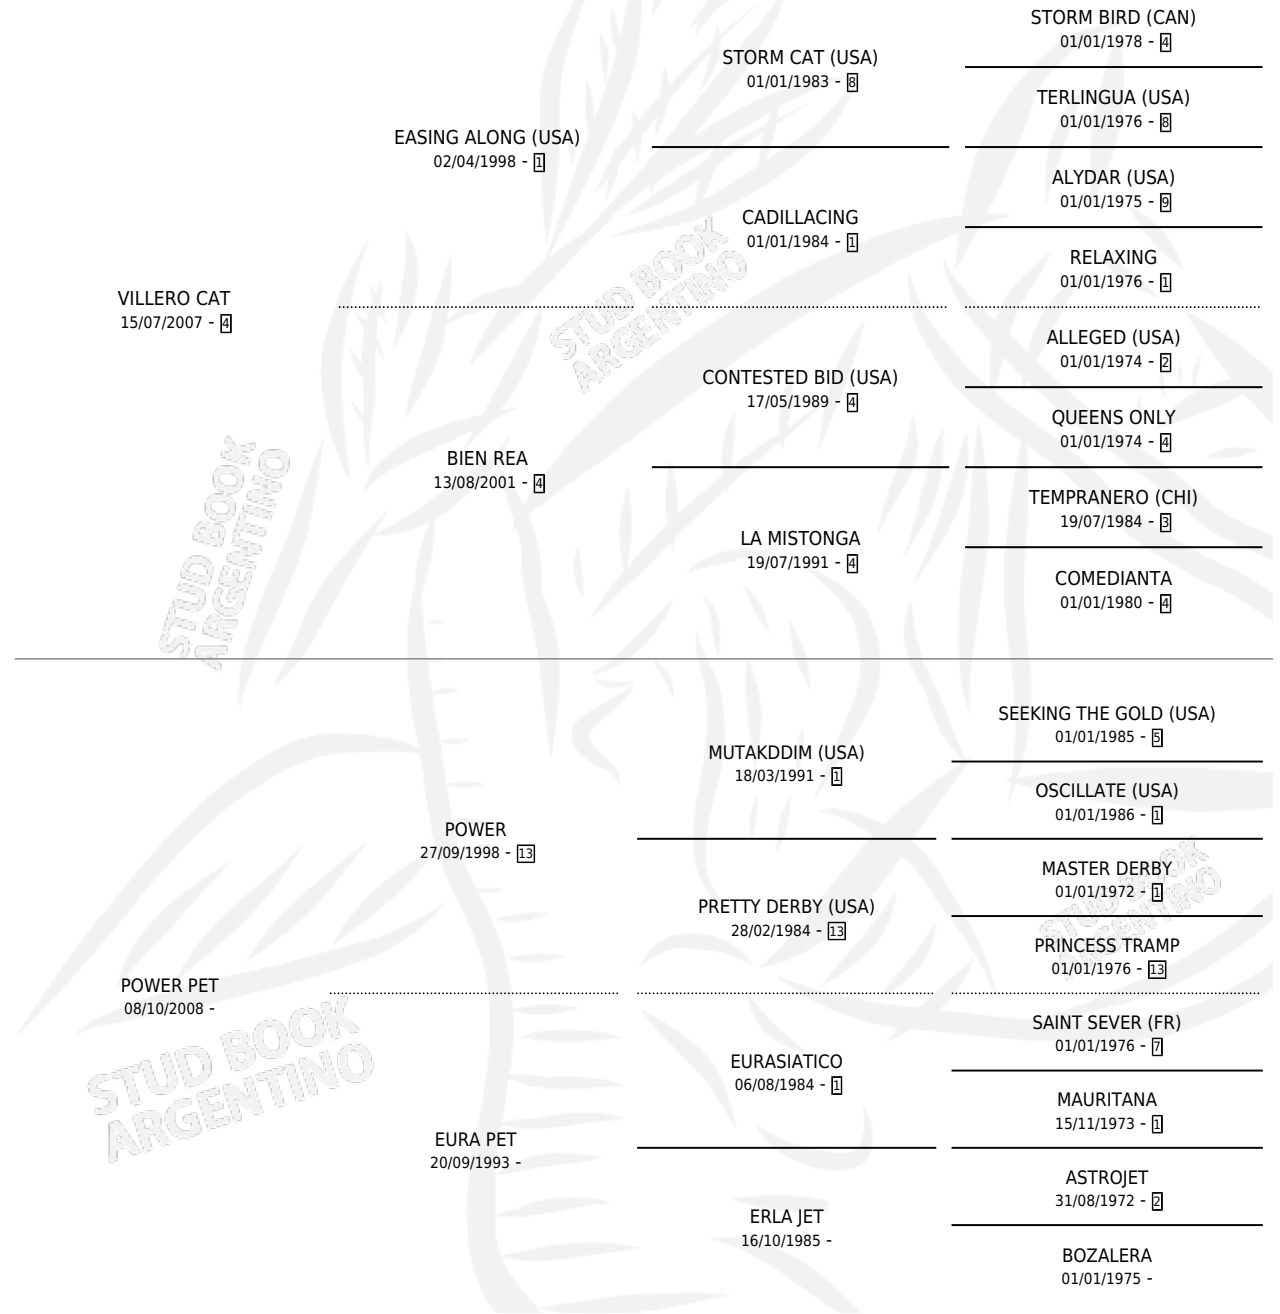 STORM BIRD (CAN)
01/01/1978 - 4
STORM CAT (USA)
01/01/1983 - 8
TERLINGUA (USA)
01/01/1976 - 8
EASING ALONG (USA)
02/04/1998 - 1
ALYDAR (USA)
01/01/1975 - 9
CADILLACING
01/01/1984 - 1
RELAXING
01/01/1976 - 1
VILLERO CAT
15/07/2007 - 4
ALLEGED (USA)
01/01/1974 - 2
CONTESTED BID (USA)
17/05/1989 - 4
QUEENS ONLY
01/01/1974 - 4
BIEN REA
13/08/2001 - 4
TEMPRANERO (CHI)
19/07/1984 - 3
LA MISTONGA
19/07/1991 - 4
COMEDIANTA
01/01/1980 - 4
SEEKING THE GOLD (USA)
01/01/1985 - 5
MUTAKDDIM (USA)
18/03/1991 - 1
OSCILLATE (USA)
01/01/1986 - 1
POWER
27/09/1998 - 13
MASTER DERBY
01/01/1972 - 1
PRETTY DERBY (USA)
28/02/1984 - 13
PRINCESS TRAMP
01/01/1976 - 13
POWER PET
08/10/2008 -
SAINT SEVER (FR)
01/01/1976 - 7
EURASIATICO
06/08/1984 - 1
MAURITANA
15/11/1973 - 1
EURA PET
20/09/1993 -
ASTROJET
31/08/1972 - 2
ERLA JET
16/10/1985 -
BOZALERA
01/01/1975 -
STUD BOOK
ARGENTINO
STUD BOOK
ARGENTINO
STUD BOOK
ARGENTINO
STUD BOOK
ARGENTINO